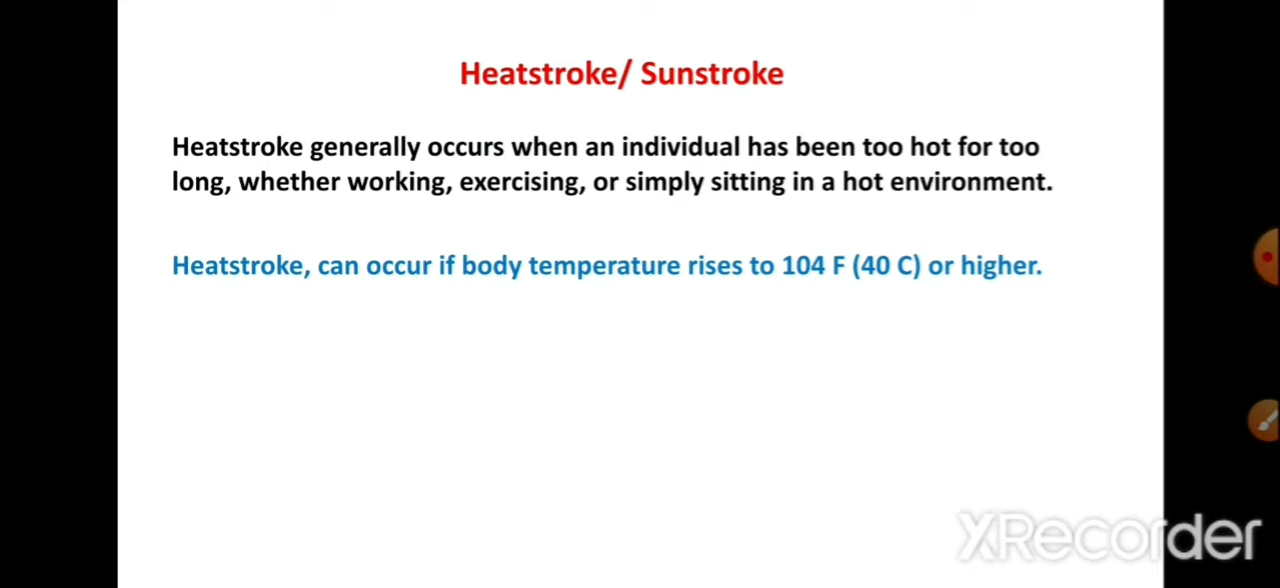 Heatstroke/ Sunstroke
Heatstroke generally occurs when an individual has been too hot for too
long, whether working, exercising, or simply sitting in a hot environment.
Heatstroke, can occur if body temperature rises to 104 F (40 C) or higher.
XRecorder